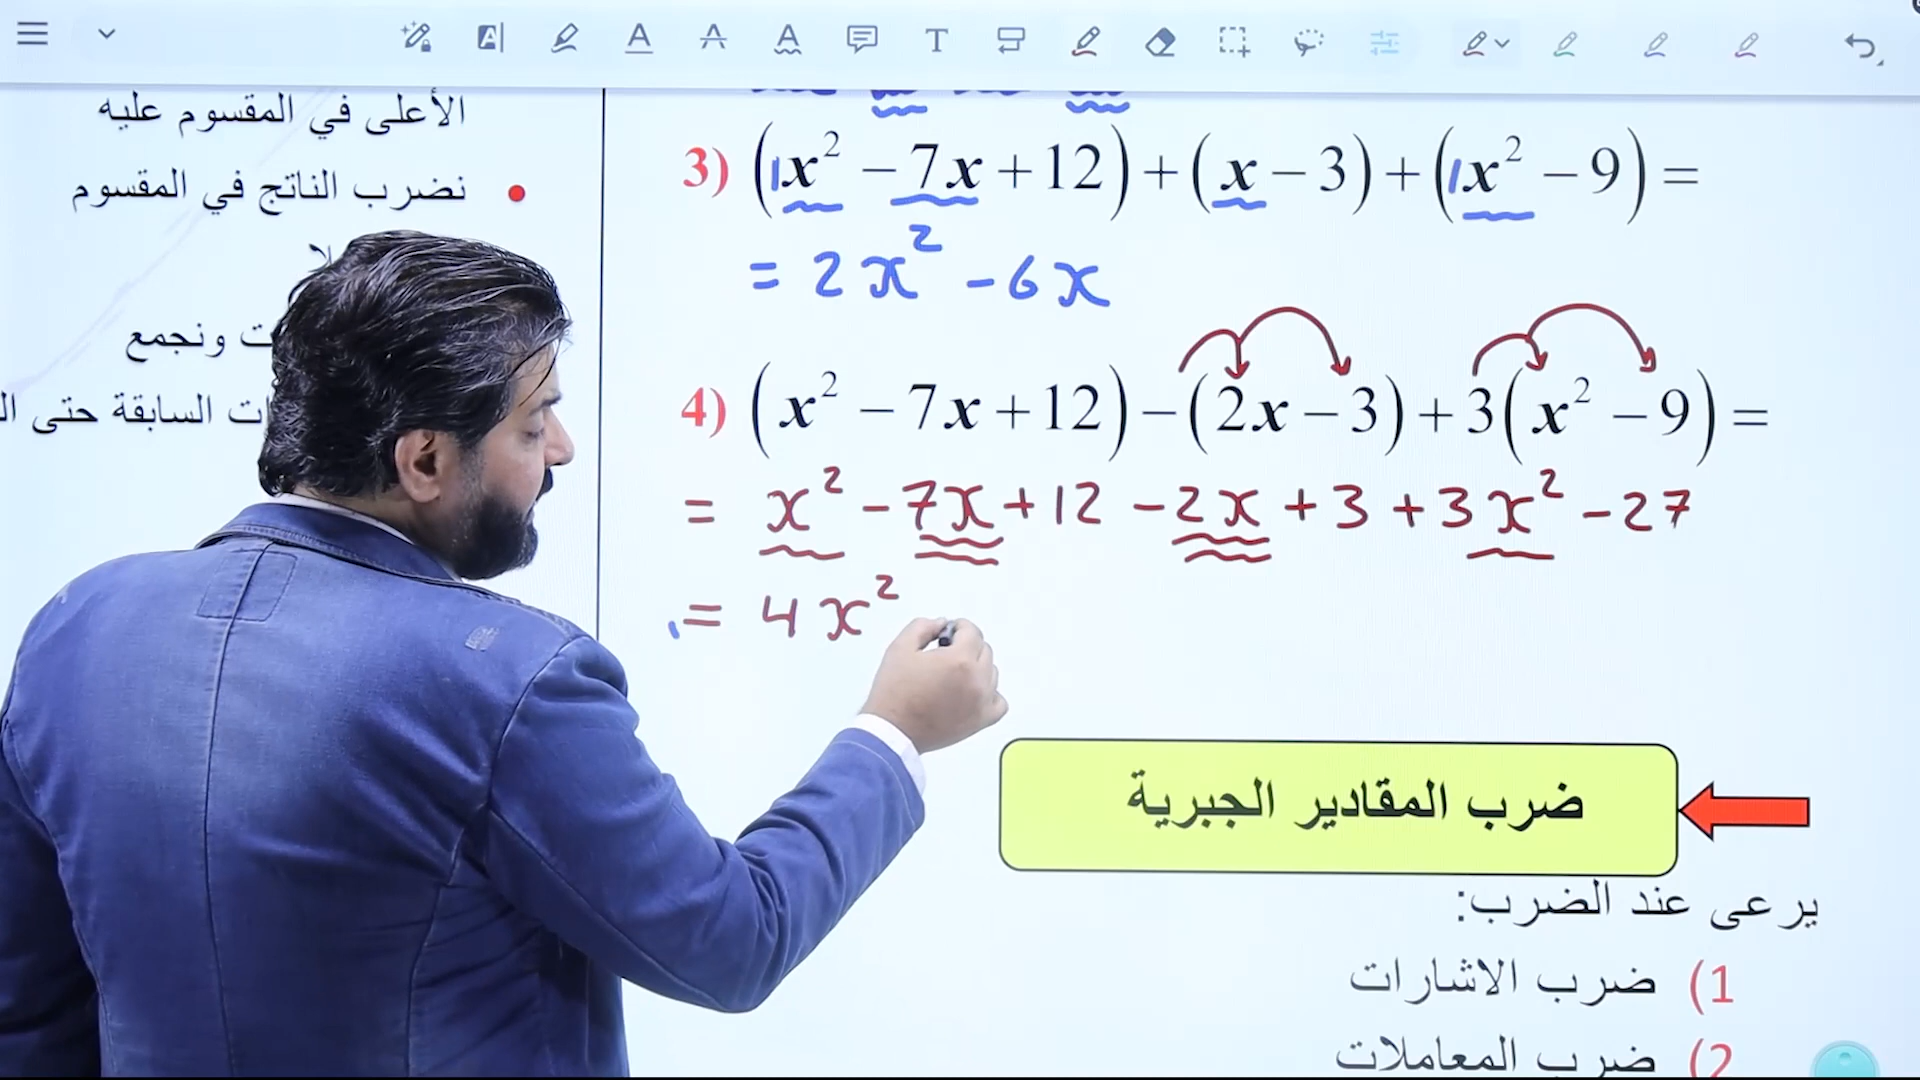 الأعلى في المقسوم عليه
نضرب الناتج في المقسوم
ونجمع
السابقة حتى
3) (1x² − 7x + 12) + (x − 3) + (1x² − 9) =
= 2x² - 6x
4) (x² − 7x + 12) − (2x − 3) + 3(x² − 9) =
= x² - 7x + 12 - 2x + 3 + 3x² - 27
= 4x²
ضرب المقادير الجبرية
يرعى عند الضرب:
1) ضرب الاشارات
2) ضرب المعاملات